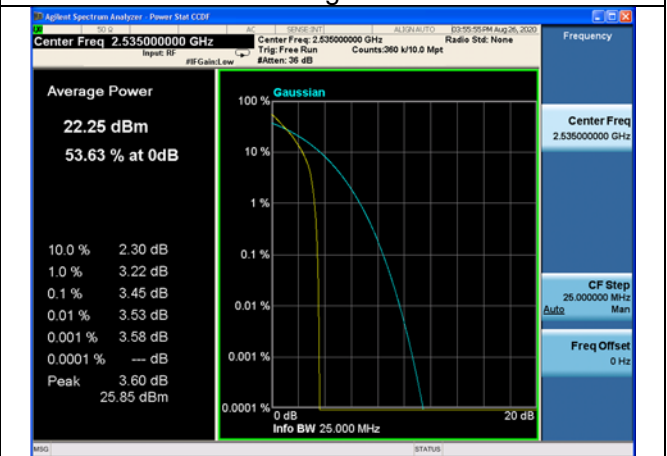 Agilent Spectrum Analyzer - Power Stat CCDF
50 Ω AC SENSE:INT ALIGN AUTO 03:55:55 PM Aug 26, 2020
Center Freq 2.535000000 GHz Center Freq: 2.535000000 GHz Radio Std: None
Input: RF Trig: Free Run Counts:360 k/10.0 Mpt
#IFGain:Low #Atten: 36 dB
Frequency
Average Power
22.25 dBm
53.63 % at 0dB
10.0 % 2.30 dB
1.0 % 3.22 dB
0.1 % 3.45 dB
0.01 % 3.53 dB
0.001 % 3.58 dB
0.0001 % --- dB
Peak 3.60 dB
25.85 dBm
Gaussian
100 %
10 %
1 %
0.1 %
0.01 %
0.001 %
0.0001 %
0 dB 20 dB
Info BW 25.000 MHz
Center Freq
2.535000000 GHz
CF Step
25.000000 MHz
Auto Man
Freq Offset
0 Hz
MSG STATUS